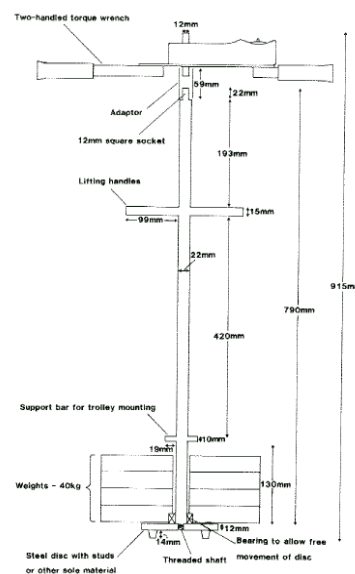 12mm
Two-handled torque wrench
59mm
22mm
Adaptor
12mm square socket
193mm
Lifting handles
99mm
15mm
22mm
915m
790mm
420mm
Support bar for trolley mounting
10mm
19mm
Weights - 40kg
130mm
12mm
14mm
Bearing to allow free
movement of disc
Steel disc with studs
or other sole material
Threaded shaft